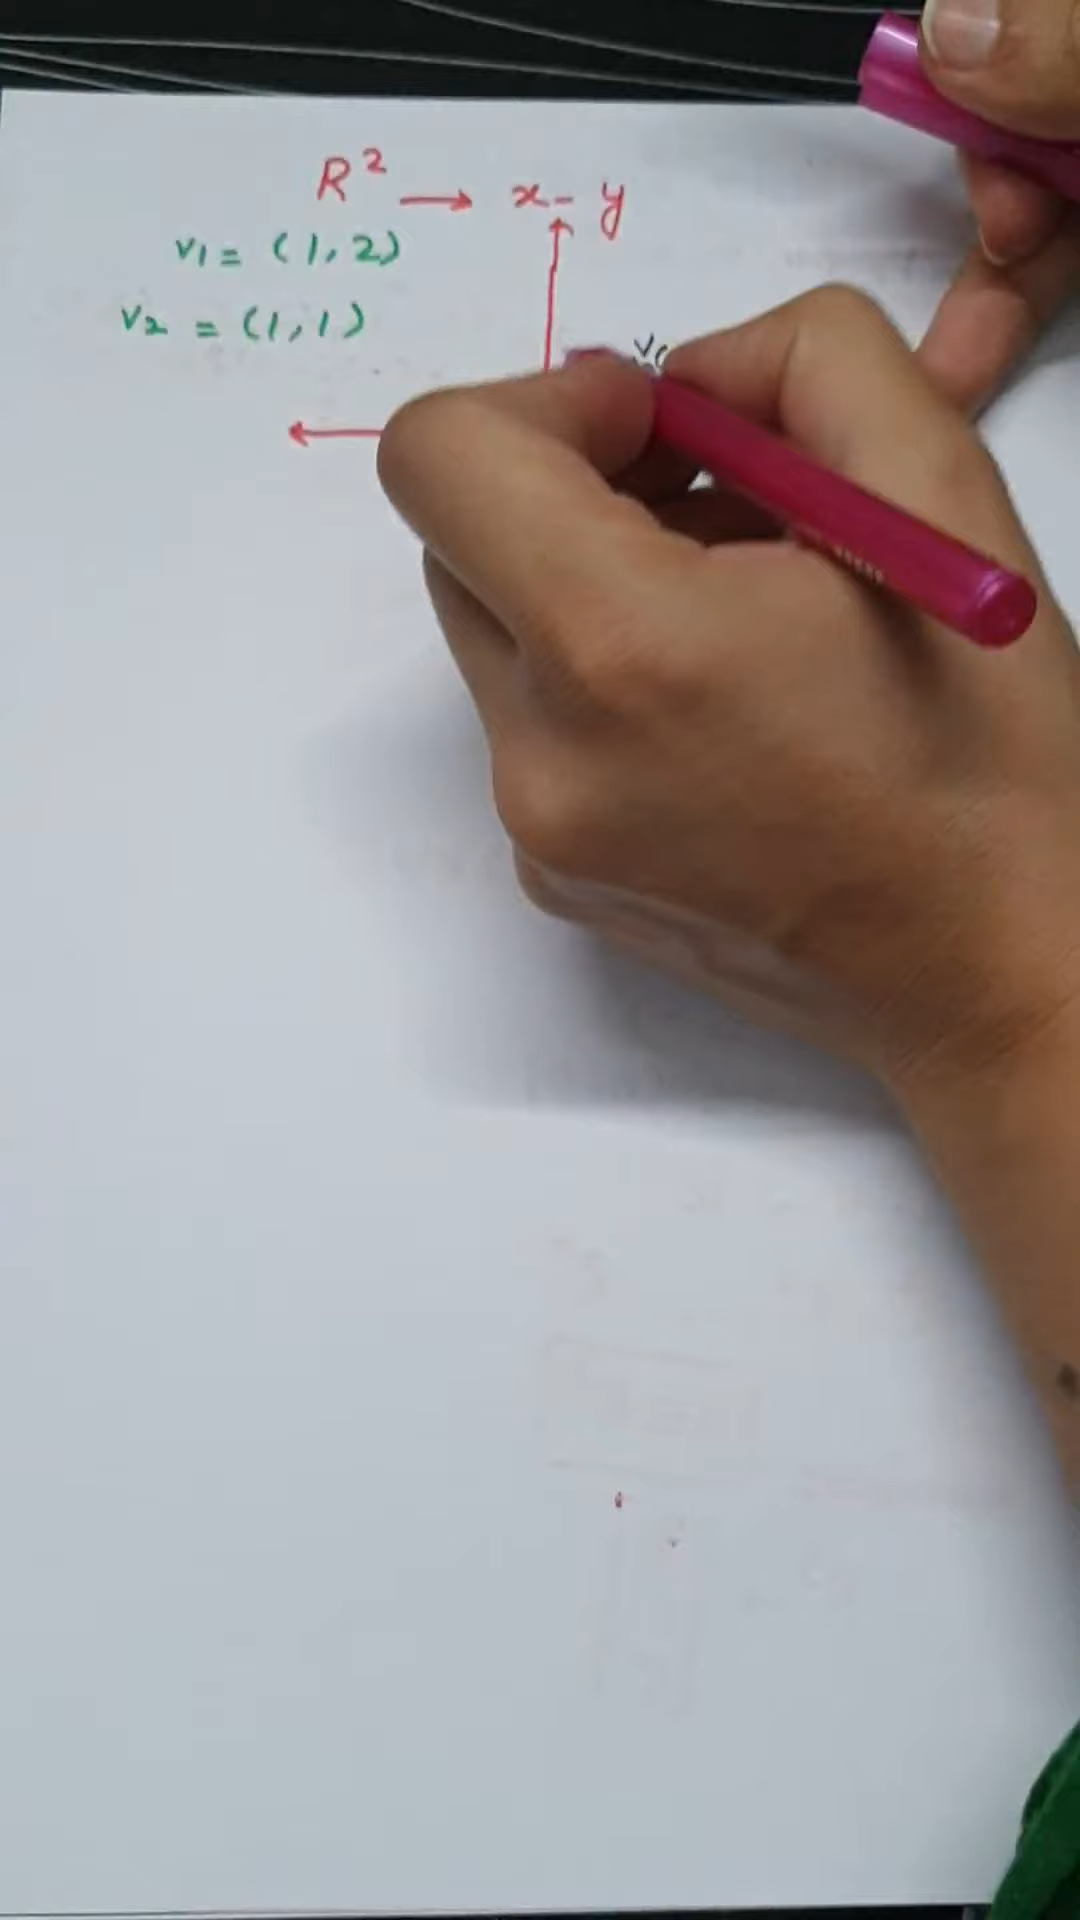 R² → x - y
v1 = (1, 2)
v2 = (1, 1)